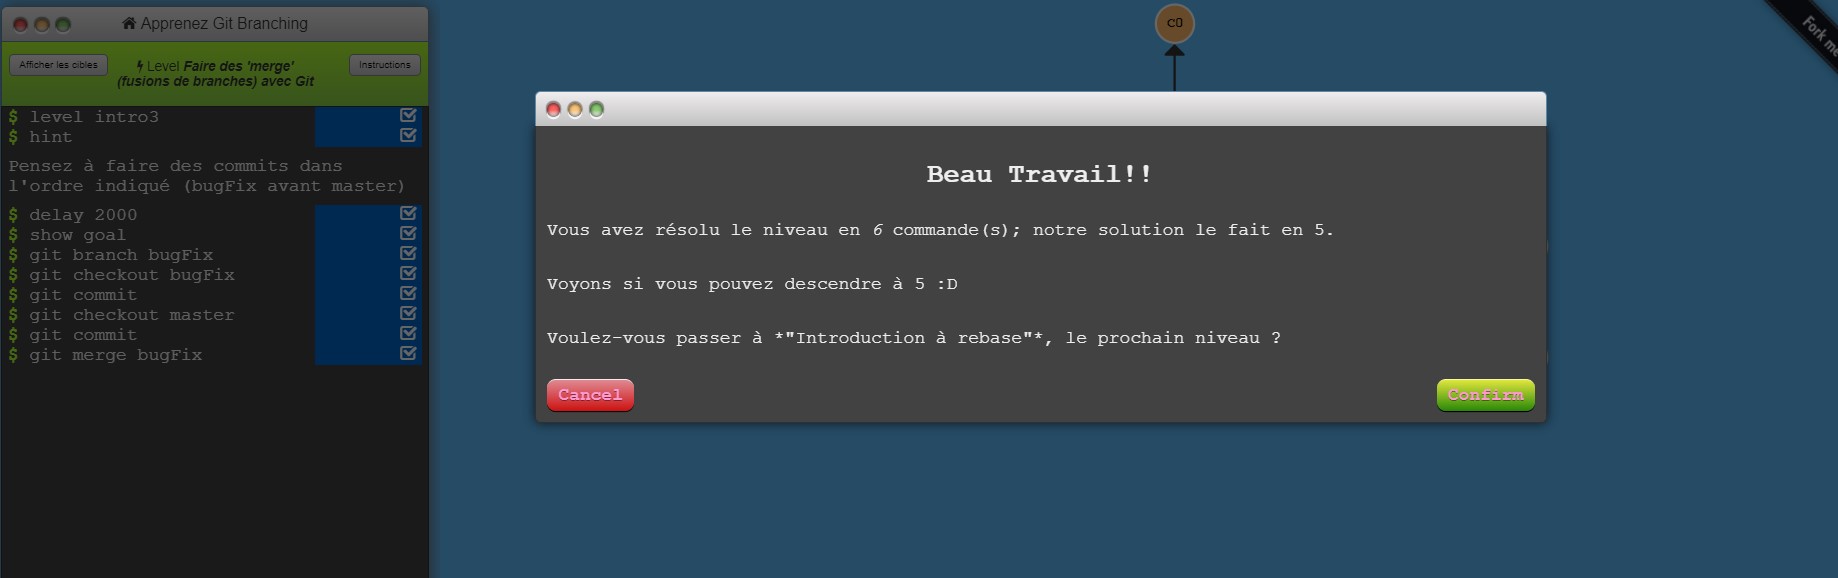 Apprenez Git Branching
Afficher les cibles
Level Faire des 'merge'
(fusions de branches) avec Git
Instructions
$ level intro3
$ hint
Pensez à faire des commits dans
l'ordre indiqué (bugFix avant master)
$ delay 2000
$ show goal
$ git branch bugFix
$ git checkout bugFix
$ git commit
$ git checkout master
$ git commit
$ git merge bugFix
C0
Fork me
Beau Travail!!
Vous avez résolu le niveau en 6 commande(s); notre solution le fait en 5.
Voyons si vous pouvez descendre à 5 :D
Voulez-vous passer à *"Introduction à rebase"*, le prochain niveau ?
Cancel
Confirm